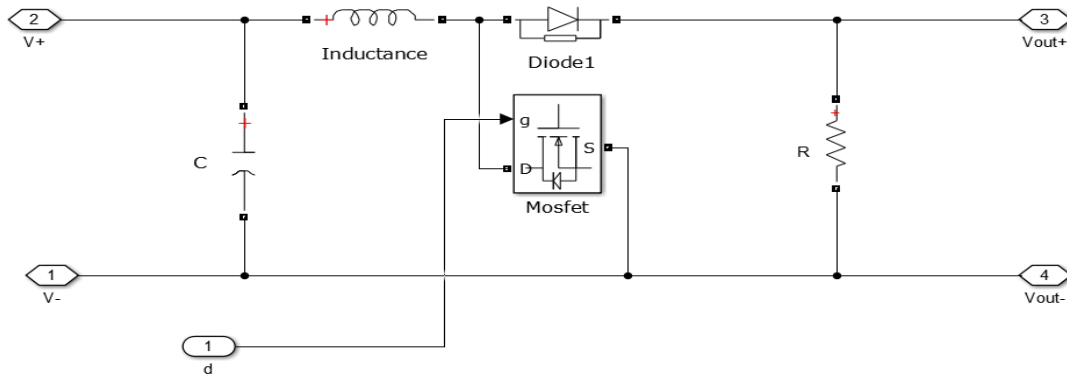 2
V+
Inductance
Diode1
3
Vout+
g
D
S
Mosfet
C
R
1
V-
4
Vout-
1
d